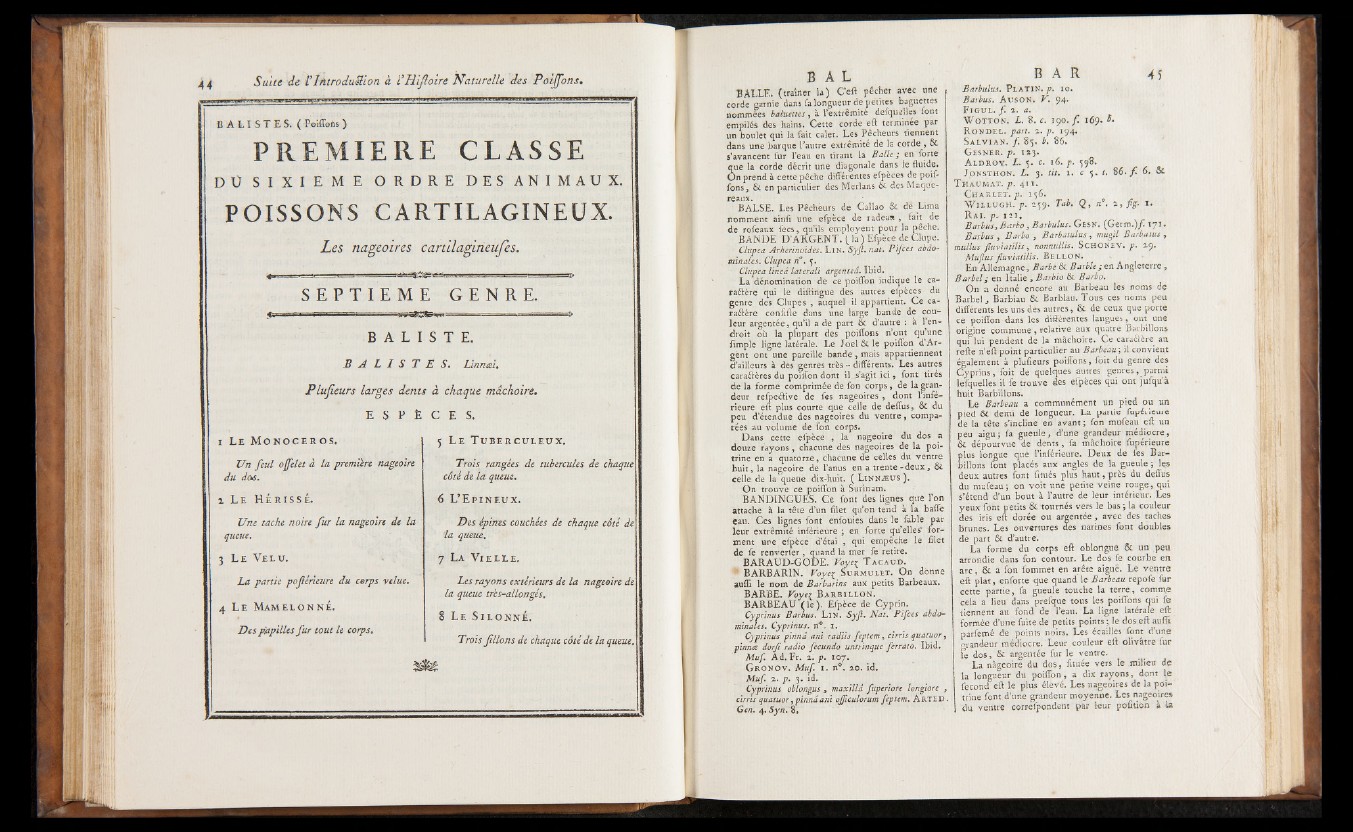 44 Suite de l'Introduction à l'Histoire Naturelle des Poissons.
BALISTES. (Poissons)
PREMIERE CLASSE
DU SIXIEME ORDRE DES ANIMAUX.
POISSONS CARTILAGINEUX.
Les nageoires cartilagineuses.
SEPTIEME GENRE.
BALISTE.
BALISTES. Linnæi.
Plusieurs larges dents à chaque mâchoire.
ESPÈCES.
1 LE MONOCEROS.
Un seul osselet à la première nageoire
du dos.
2 LE HÉRISSÉ.
Une tache noire sur la nageoire de la
queue.
3 LE VELU.
La partie postérieure du corps velue.
4 LE MAMELONNÉ.
Des papilles sur tout le corps.
5 LE TUBERCULEUX.
Trois rangées de tubercules de chaque
côté de la queue.
6 L'EPINEUX.
Des épines couchées de chaque côté de
la queue.
7 LA VIELLE.
Les rayons extérieurs de la nageoire de
la queue très-allongés.
8 LE SILONNÉ.
Trois sillons de chaque côté de la queue.
BAL
BALLE. (traîner la) C'est pêcher avec une
corde garnie dans sa longueur de petites baguettes
nommées baluettes, à l'extrêmité desquelles sont
empilés des hains. Cette corde est terminée par
un boulet qui la fait caler. Les Pêcheurs tiennent
dans une barque l'autre extrêmité de la corde, &
s'avancent sur l'eau en tirant la Balle; en sorte
que la corde décrit une diagonale dans le fluide.
On prend à cette pêche différentes espèces de pois-
sons, & en particulier des Merlans & des Maque-
reaux.
BALSE. Les Pêcheurs de Callao & de Lima
nomment ainsi une espèce de radeau, fait de
de roseaux secs, qu'ils employent pour la pêche.
BANDE D'ARGENT. (la) Espèce de Clupe.
Clupea Atherinoïdes. LIN. Syst. nat. Pisces abdo-
minales. Clupea n°. 5.
Clupea lineâ laterali argenteâ. Ibid.
La dénomination de ce poisson indique le ca-
ractère qui le distingue des autres espèces du
genre des Clupes, auquel il appartient. Ce ca-
ractère consiste dans une large bande de cou-
leur argentée, qu'il a de part & d'autre : à l'en-
droit où la plupart des poissons n'ont qu'une
simple ligne latérale. Le Joel & le poisson d'Ar-
gent ont une pareille bande, mais appartiennent
d'ailleurs à des genres très-différents. Les autres
caractères du poisson dont il s'agit ici, sont tirés
de la forme comprimée de son corps, de la gran-
deur respective de ses nageoires, dont l'infé-
rieure est plus courte que celle de dessus, & du
peu d'étendue des nageoires du ventre, compa-
rées au volume de son corps.
Dans cette espèce, la nageoire du dos a
douze rayons, chacune des nageoires de la poi-
trine en a quatorze, chacune de celles du ventre
huit, la nageoire de l'anus en a trente-deux, &
celle de la queue dix-huit. (LINNÆUS).
On trouve ce poisson à Surinam.
BANDINGUES. Ce sont des lignes que l'on
attache à la tête d'un filet qu'on tend à la basse
eau. Ces lignes sont enfouies dans le sable par
leur extrêmité inférieure ; en sorte qu'elles for-
ment une espèce d'étai, qui empêche le filet
de se renverser, quand la mer se retire.
BARAUD-GODE. Voyez TACAUD.
BARBARIN. Voyez SURMULET. On donne
aussi le nom de Barbarins aux petits Barbeaux.
BARBE. Voyez BARBILLON.
BARBEAU (le). Espèce de Cyprin.
Cyprinus Barbus. LIN. Syst. Nat. Pisces abdo-
minales. Cyprinus. n°. 1.
Cyprinus pinnâ ani radiis septem, cirris quatuor,
pinnæ dorsi radio secundo untrinque serrato. Ibid.
Mus. Ad. Fr. 2. p. 107.
GRONOV. Mus. 1. n°. 20. id.
Mus. 2. p. 3. id.
Cyprinus oblongus, maxillâ superiore longiore,
cirris quatuor, pinnâ ani officulorum septem. ARTED.
Gen. 4. Syn. 8.
BAR 45
Barbulus. PLATIN. p. 10.
Barbus. AUSON. V. 94.
FIGUL. f. 2. a.
WOTTON. L. 8. c. 190. f. 169. b.
RONDEL. part. 2. p. 194.
SALVIAN. f. 85. b. 86.
GESNER. p. 123.
ALDROV. L. 5. c. 16. p. 598.
JONSTHON. L. 3. tit. 1. c 5. t. 86. f. 6. &
THAUMAT. p. 411.
CHARLET. p. 156.
WILLUGH. p. 259. Tab. Q, n°. 2, fig. 1.
RAI. p. 121.
Barbus, Barbo, Barbulus. GESN. (Germ.) f. 171.
Barbus, Barbo, Barbatulus, mugil Barbatus,
mullus fluviatilis, nonnullis. SCHONEV. p. 29.
Mustus fluviatilis. BELLON.
En Allemagne, Barbe & Barble; en Angleterre,
Barbel; en Italie, Barbio & Barbo.
On a donné encore au Barbeau les noms de
Barbel, Barbiau & Barblau. Tous ces noms peu
différents les uns des autres, & de ceux que porte
ce poisson dans les différentes langues, ont une
origine commune, relative aux quatre Barbillons
qui lui pendent de la mâchoire. Ce caractère au
reste n'est point particulier au Barbeau; il convient
également à plusieurs poissons, soit du genre des
Cyprins, soit de quelques autres genres, parmi
lesquelles il se trouve des espèces qui ont jusqu'à
huit Barbillons.
Le Barbeau a communément un pied ou un
pied & demi de longueur. La partie supérieure
de la tête s'incline en avant; son museau est un
peu aigu; sa gueule, d'une grandeur médiocre,
& dépourvue de dents, sa mâchoire supérieure
plus longue que l'inférieure. Deux de ses Bar-
billons sont placés aux angles de la gueule; les
deux autres sont situés plus haut, près du dessus
du museau; on voit une petite veine rouge, qui
s'étend d'un bout à l'autre de leur intérieur. Les
yeux sont petits & tournés vers le bas; la couleur
des iris est dorée ou argentée, avec des taches
brunes. Les ouvertures des narines sont doubles
de part & d'autre.
La forme du corps est oblongue & un peu
arrondie dans son contour. Le dos se courbe en
arc, & a son sommet en arête aiguë. Le ventre
est plat, ensorte que quand le Barbeau repose sur
cette partie, sa gueule touche la terre, comme
cela a lieu dans presque tous les poissons qui se
tiennent au fond de l'eau. La ligne latérale est
formée d'une suite de petits points; le dos est aussi
parsemé de points noirs. Les écailles sont d'une
grandeur médiocre. Leur couleur est olivâtre sur
le dos, & argentée sur le ventre.
La nâgeoire du dos, située vers le milieu de
la longueur du poisson, a dix rayons, dont le
second est le plus élevé. Les nageoires de la poi-
trine sont d'une grandeur moyenne. Les nageoires
du ventre correspondent par leur position à la